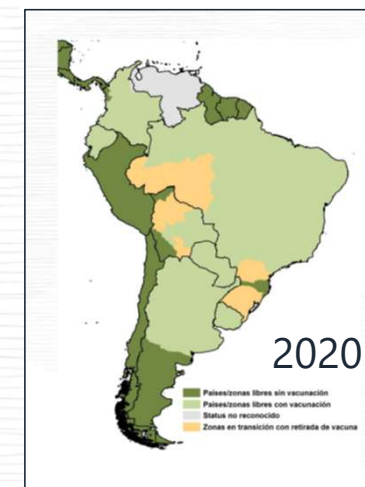 2020
Países/zonas libres sin vacunación
Países/zonas libres con vacunación
Status no reconocido
Zonas en transición con retirada de vacuna